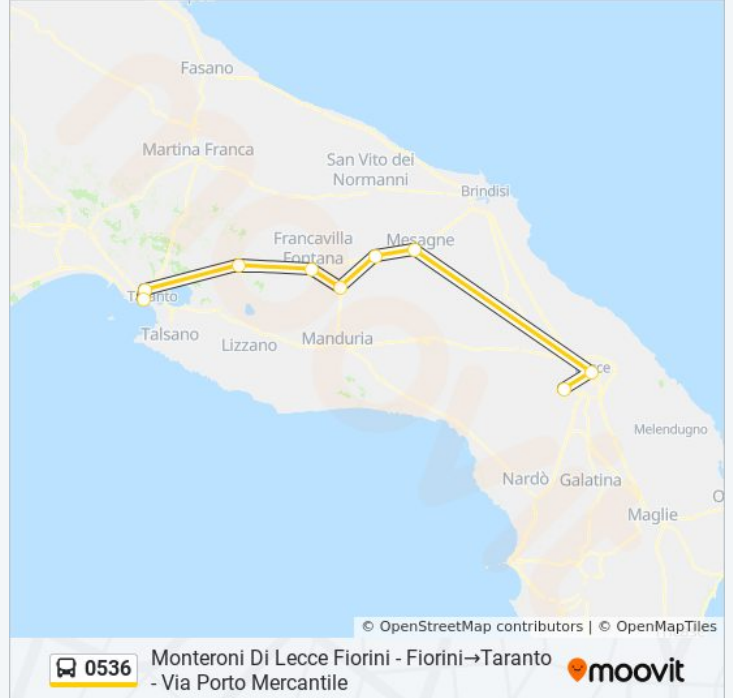 Fasano
Martina Franca
San Vito dei
Normanni
Brindisi
Francavilla
Fontana
Mesagne
Taranto
Talsano
Lizzano
Manduria
Melendugno
Nardò
Galatina
Maglie
© OpenStreetMap contributors | © OpenMapTiles
0536
Monteroni Di Lecce Fiorini - Fiorini→Taranto
- Via Porto Mercantile
moovit